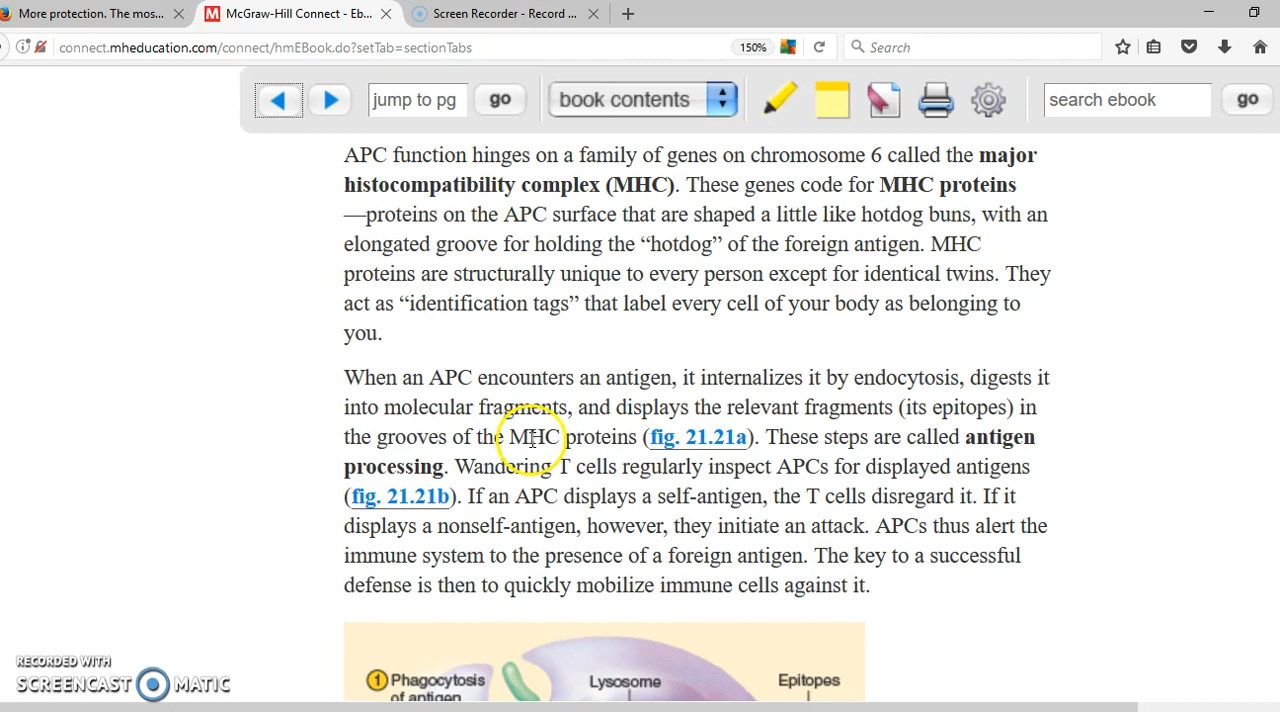 More protection. The mos...
McGraw-Hill Connect - Eb...
Screen Recorder - Record ...
connect.mheducation.com/connect/hmEBook.do?setTab=sectionTabs
150%
Search
jump to pg
go
book contents
search ebook
go
APC function hinges on a family of genes on chromosome 6 called the major
histocompatibility complex (MHC). These genes code for MHC proteins
—proteins on the APC surface that are shaped a little like hotdog buns, with an
elongated groove for holding the “hotdog” of the foreign antigen. MHC
proteins are structurally unique to every person except for identical twins. They
act as “identification tags” that label every cell of your body as belonging to
you.
When an APC encounters an antigen, it internalizes it by endocytosis, digests it
into molecular fragments, and displays the relevant fragments (its epitopes) in
the grooves of the MHC proteins (fig. 21.21a). These steps are called antigen
processing. Wandering T cells regularly inspect APCs for displayed antigens
(fig. 21.21b). If an APC displays a self-antigen, the T cells disregard it. If it
displays a nonself-antigen, however, they initiate an attack. APCs thus alert the
immune system to the presence of a foreign antigen. The key to a successful
defense is then to quickly mobilize immune cells against it.
1 Phagocytosis
of antigen
Lysosome
Epitopes
RECORDED WITH
SCREENCAST MATIC